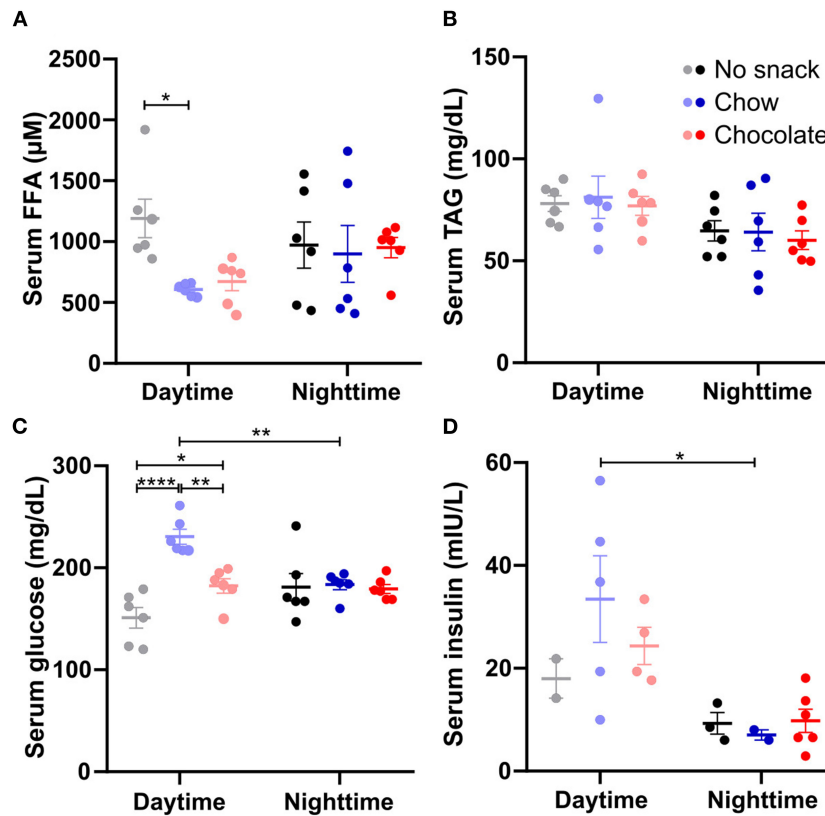 A
Serum FFA (µM)
2500
2000
1500
1000
500
0
*
Daytime
Nighttime
B
Serum TAG (mg/dL)
150
100
50
0
No snack
Chow
Chocolate
Daytime
Nighttime
C
Serum glucose (mg/dL)
300
200
100
0
**
*
**** **
Daytime
Nighttime
D
Serum insulin (mIU/L)
60
40
20
0
*
Daytime
Nighttime